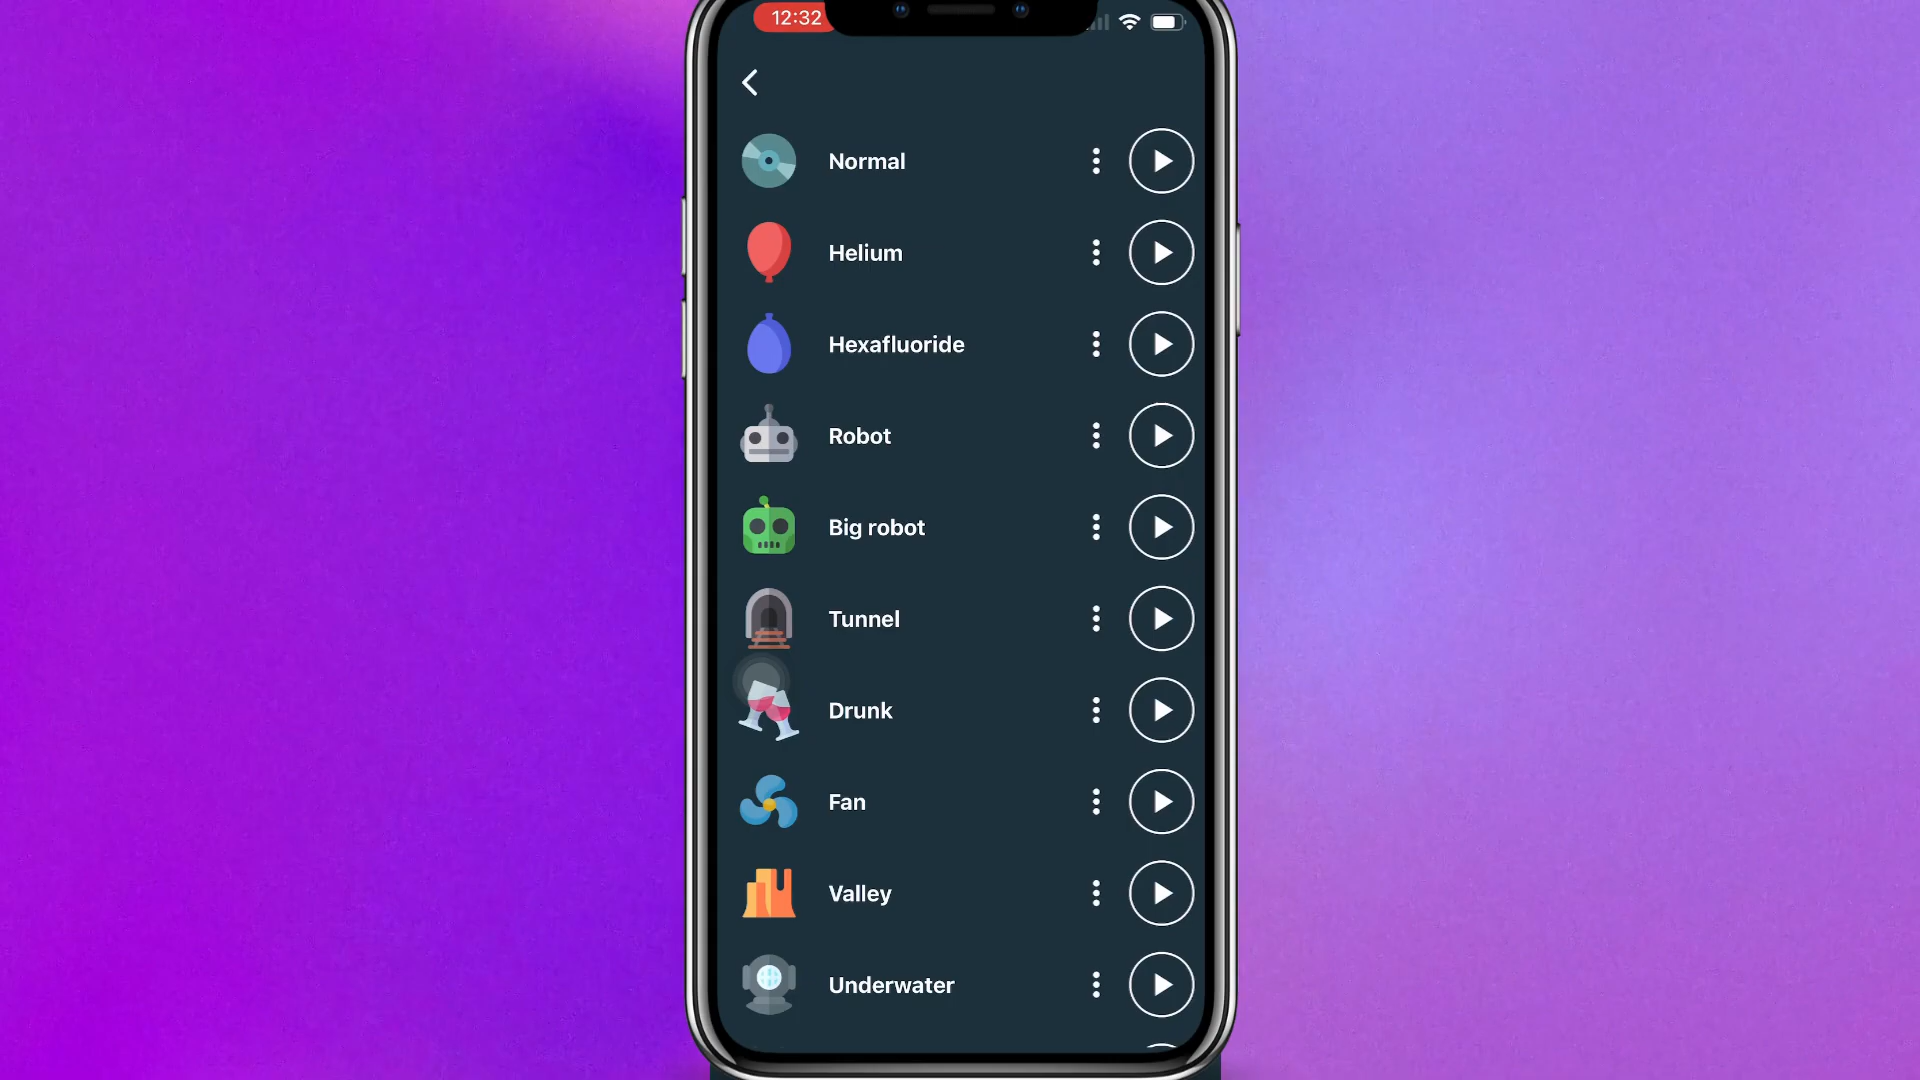 12:32
Normal
Helium
Hexafluoride
Robot
Big robot
Tunnel
Drunk
Fan
Valley
Underwater